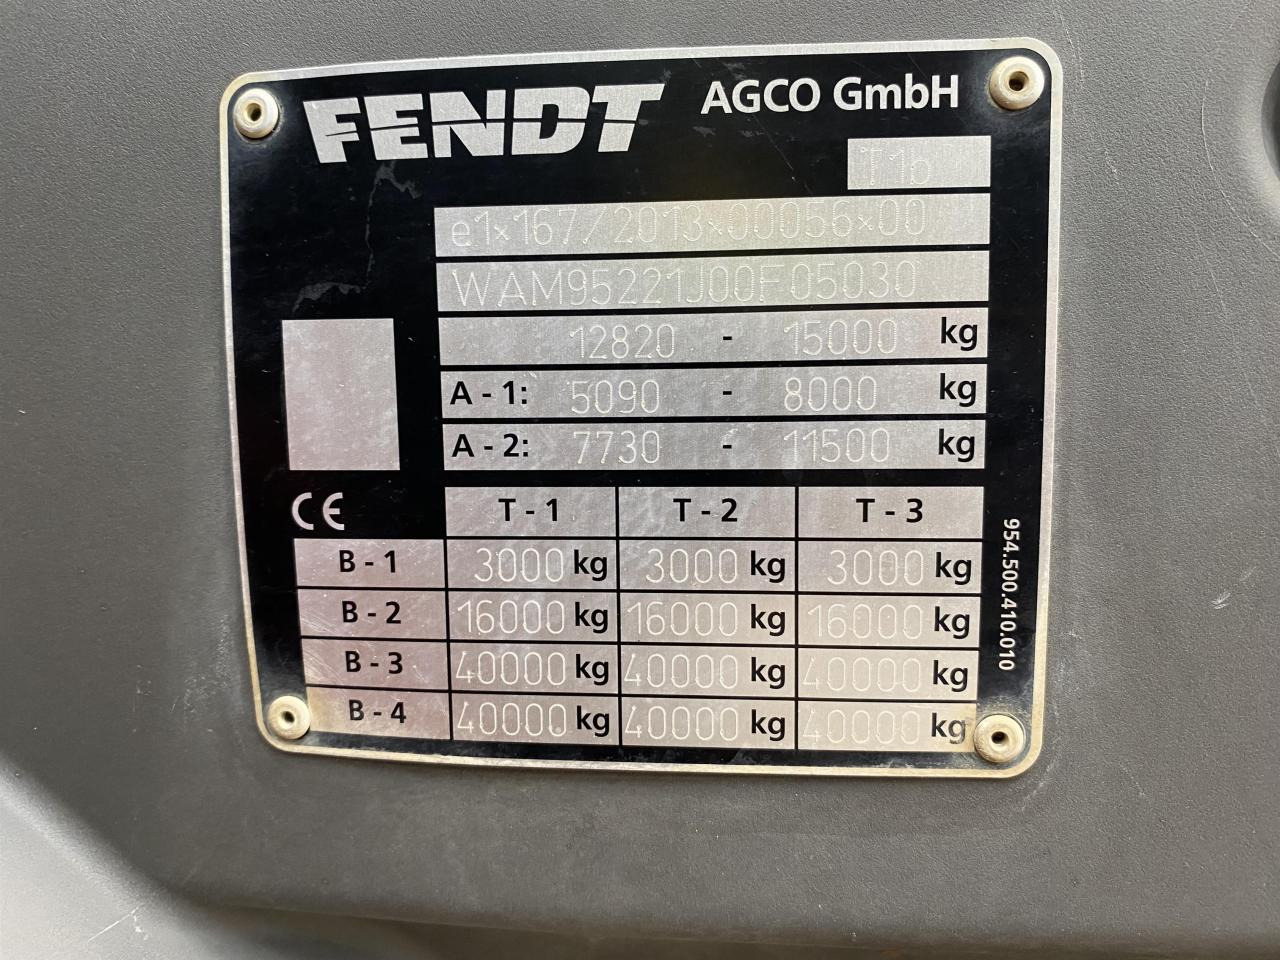 FENDT AGCO GmbH
T1b
e1*167/2013*00056*00
WAM95221J00F05030
12820 - 15000 kg
A - 1: 5090 - 8000 kg
A - 2: 7730 - 11500 kg
CE T - 1 T - 2 T - 3
B - 1 3000 kg 3000 kg 3000 kg
B - 2 16000 kg 16000 kg 16000 kg
B - 3 40000 kg 40000 kg 40000 kg
B - 4 40000 kg 40000 kg 40000 kg
954.500.410.010